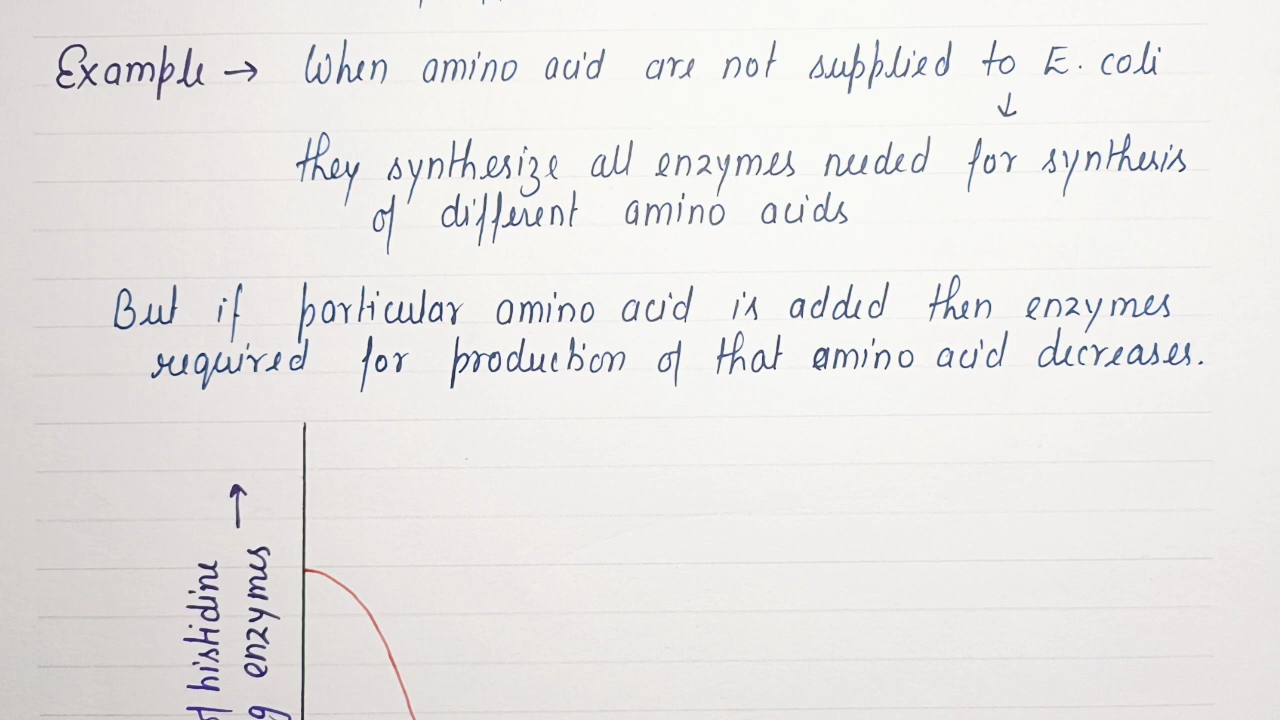 Example → When amino acid are not supplied to E. coli
↓
they synthesize all enzymes needed for synthesis
of different amino acids
But if particular amino acid is added then enzymes
required for production of that amino acid decreases.
of histidine
enzymes →